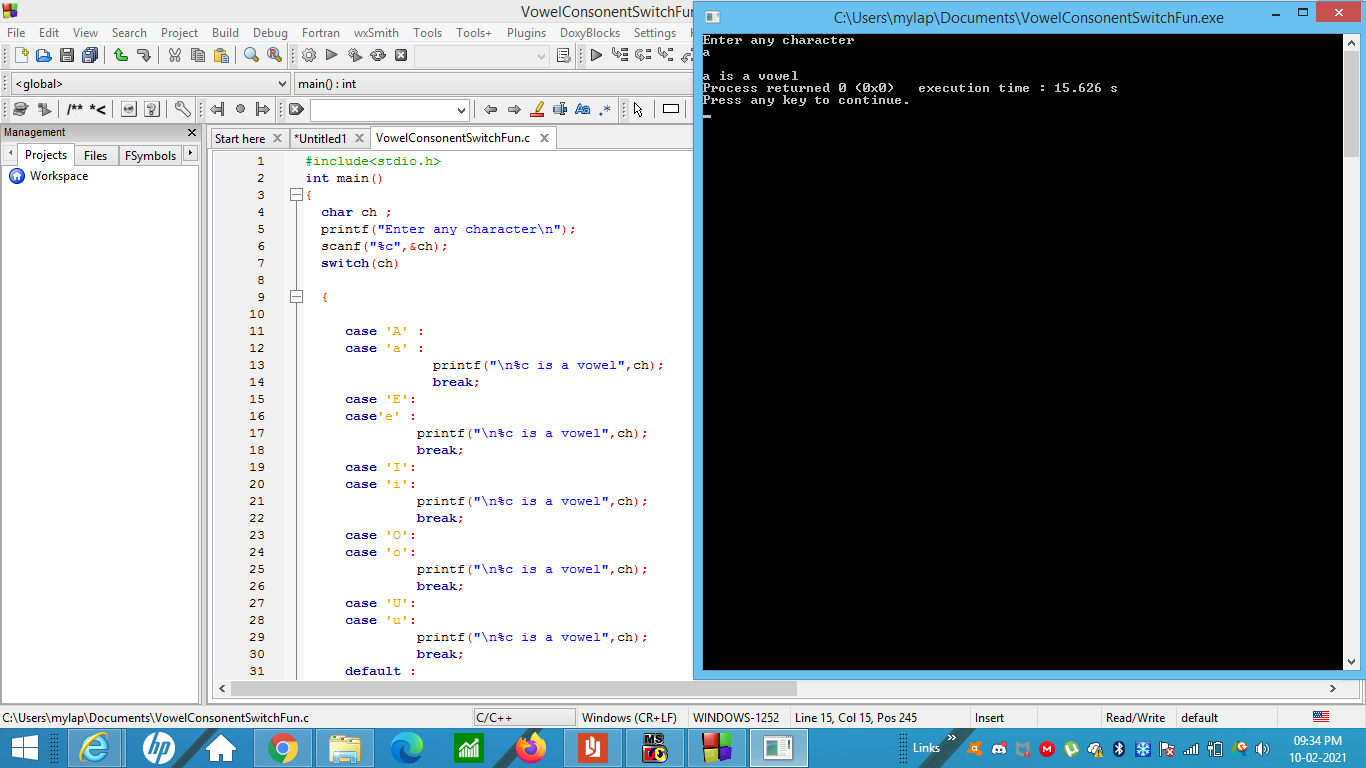 VowelConsonentSwitchFun
C:\Users\mylap\Documents\VowelConsonentSwitchFun.exe
File Edit View Search Project Build Debug Fortran wxSmith Tools Tools+ Plugins DoxyBlocks Settings
<global>
main() : int
/** *<
Aa .*
Management
Projects Files FSymbols
Workspace
Start here *Untitled1 VowelConsonentSwitchFun.c
1 #include<stdio.h>
2 int main()
3 {
4 char ch ;
5 printf("Enter any character\n");
6 scanf("%c",&ch);
7 switch(ch)
8
9 {
10
11 case 'A' :
12 case 'a' :
13 printf("\n%c is a vowel",ch);
14 break;
15 case 'E':
16 case'e' :
17 printf("\n%c is a vowel",ch);
18 break;
19 case 'I':
20 case 'i':
21 printf("\n%c is a vowel",ch);
22 break;
23 case 'O':
24 case 'o':
25 printf("\n%c is a vowel",ch);
26 break;
27 case 'U':
28 case 'u':
29 printf("\n%c is a vowel",ch);
30 break;
31 default :
Enter any character
a
a is a vowel
Process returned 0 (0x0) execution time : 15.626 s
Press any key to continue.
C:\Users\mylap\Documents\VowelConsonentSwitchFun.c C/C++ Windows (CR+LF) WINDOWS-1252 Line 15, Col 15, Pos 245 Insert Read/Write default
hp
MS
Links
09:34 PM
10-02-2021